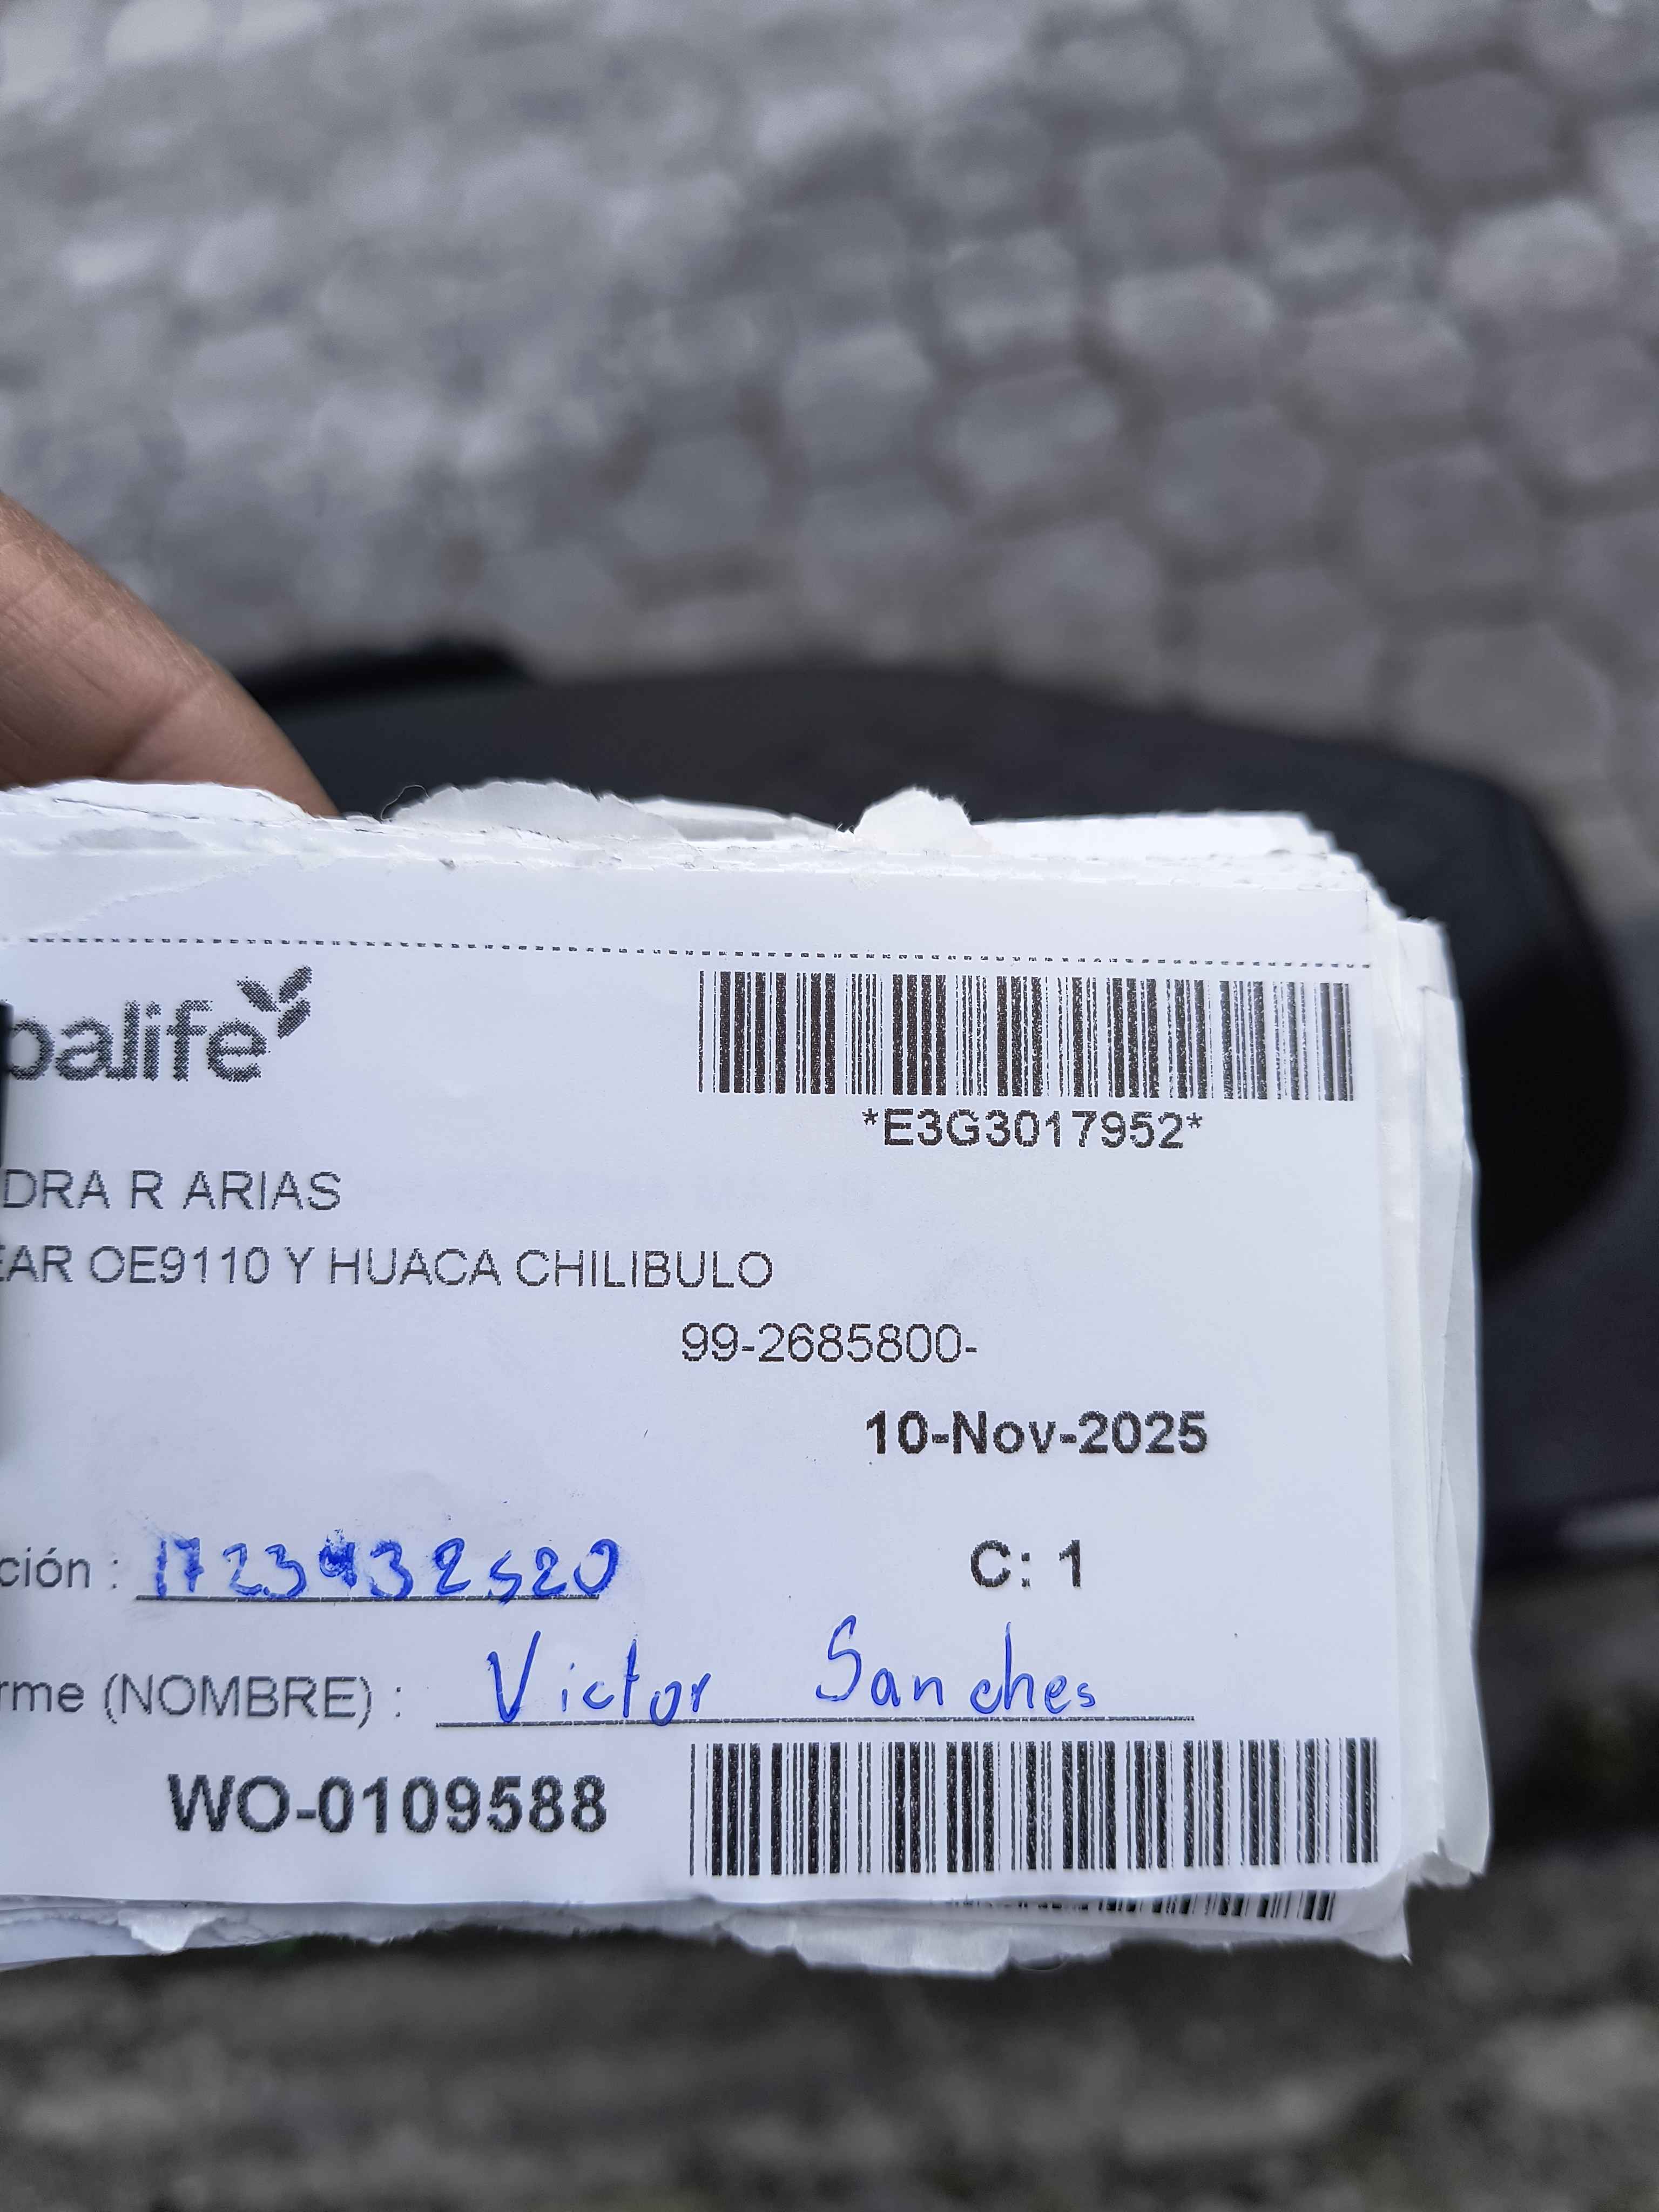 balife
*E3G3017952*
DRA R ARIAS
EAR OE9110 Y HUACA CHILIBULO
99-2685800-
10-Nov-2025
ción : 1723932520
C: 1
rme (NOMBRE) : Victor Sanches
WO-0109588